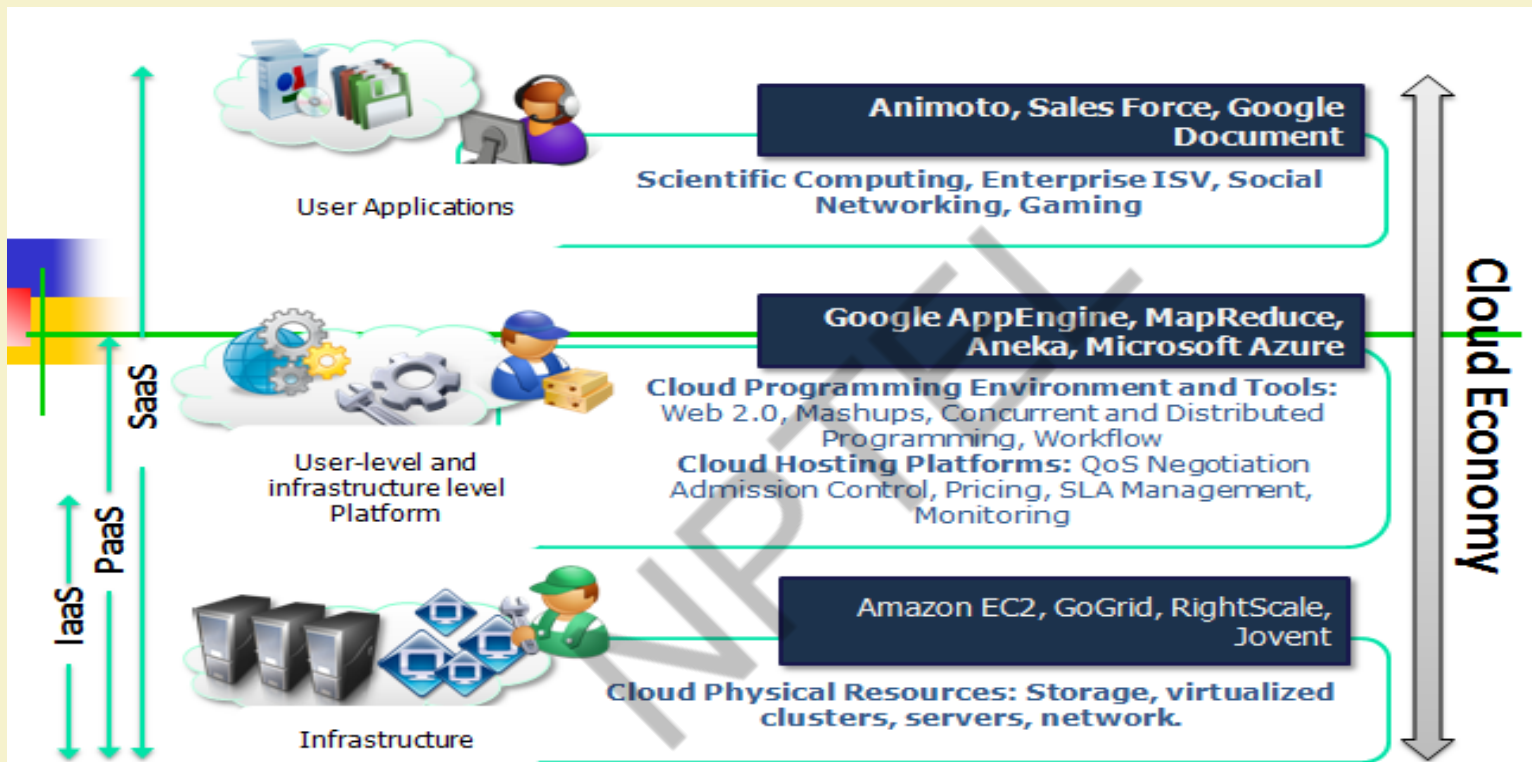 Animoto, Sales Force, Google
Document
Scientific Computing, Enterprise ISV, Social
Networking, Gaming
User Applications
Google AppEngine, MapReduce,
Aneka, Microsoft Azure
Cloud Programming Environment and Tools:
Web 2.0, Mashups, Concurrent and Distributed
Programming, Workflow
Cloud Hosting Platforms: QoS Negotiation
Admission Control, Pricing, SLA Management,
Monitoring
User-level and
infrastructure level
Platform
Amazon EC2, GoGrid, RightScale,
Jovent
Cloud Physical Resources: Storage, virtualized
clusters, servers, network.
Infrastructure
IaaS
PaaS
SaaS
Cloud Economy
NPTEL